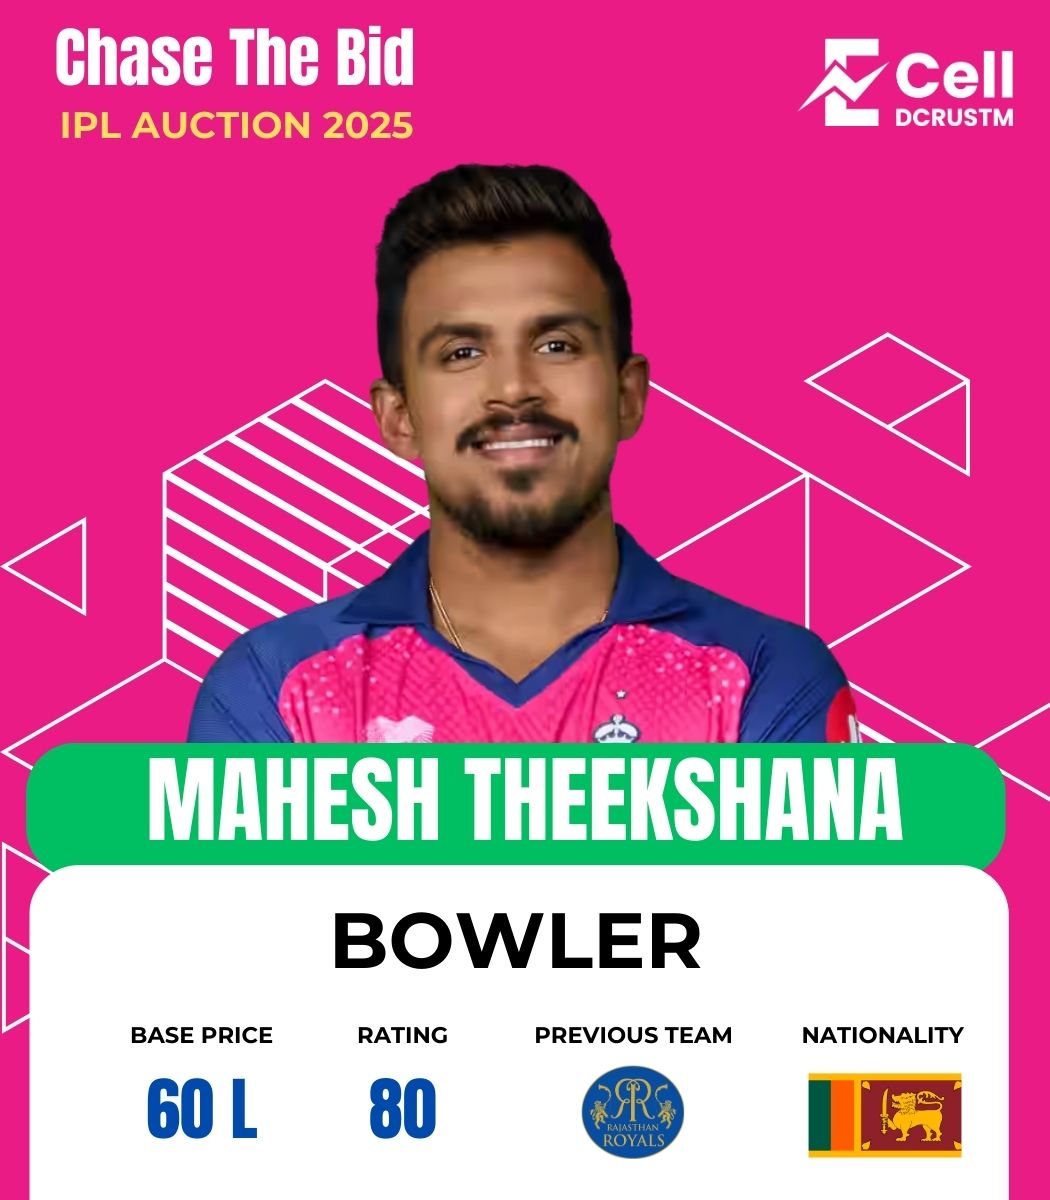 Chase The Bid
IPL AUCTION 2025
Cell
DCRUSTM
MAHESH THEEKSHANA
BOWLER
BASE PRICE
RATING
PREVIOUS TEAM
NATIONALITY
60 L
80
RAJASTHAN
ROYALS